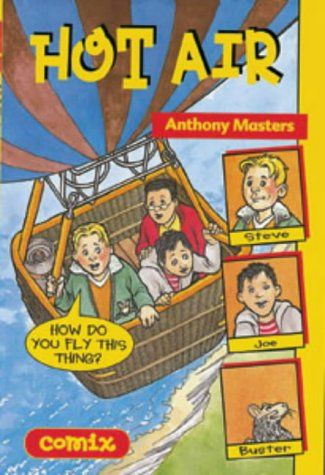 HOT AIR
Anthony Masters
Steve
HOW DO
YOU FLY THIS
THING?
Joe
Buster
comix